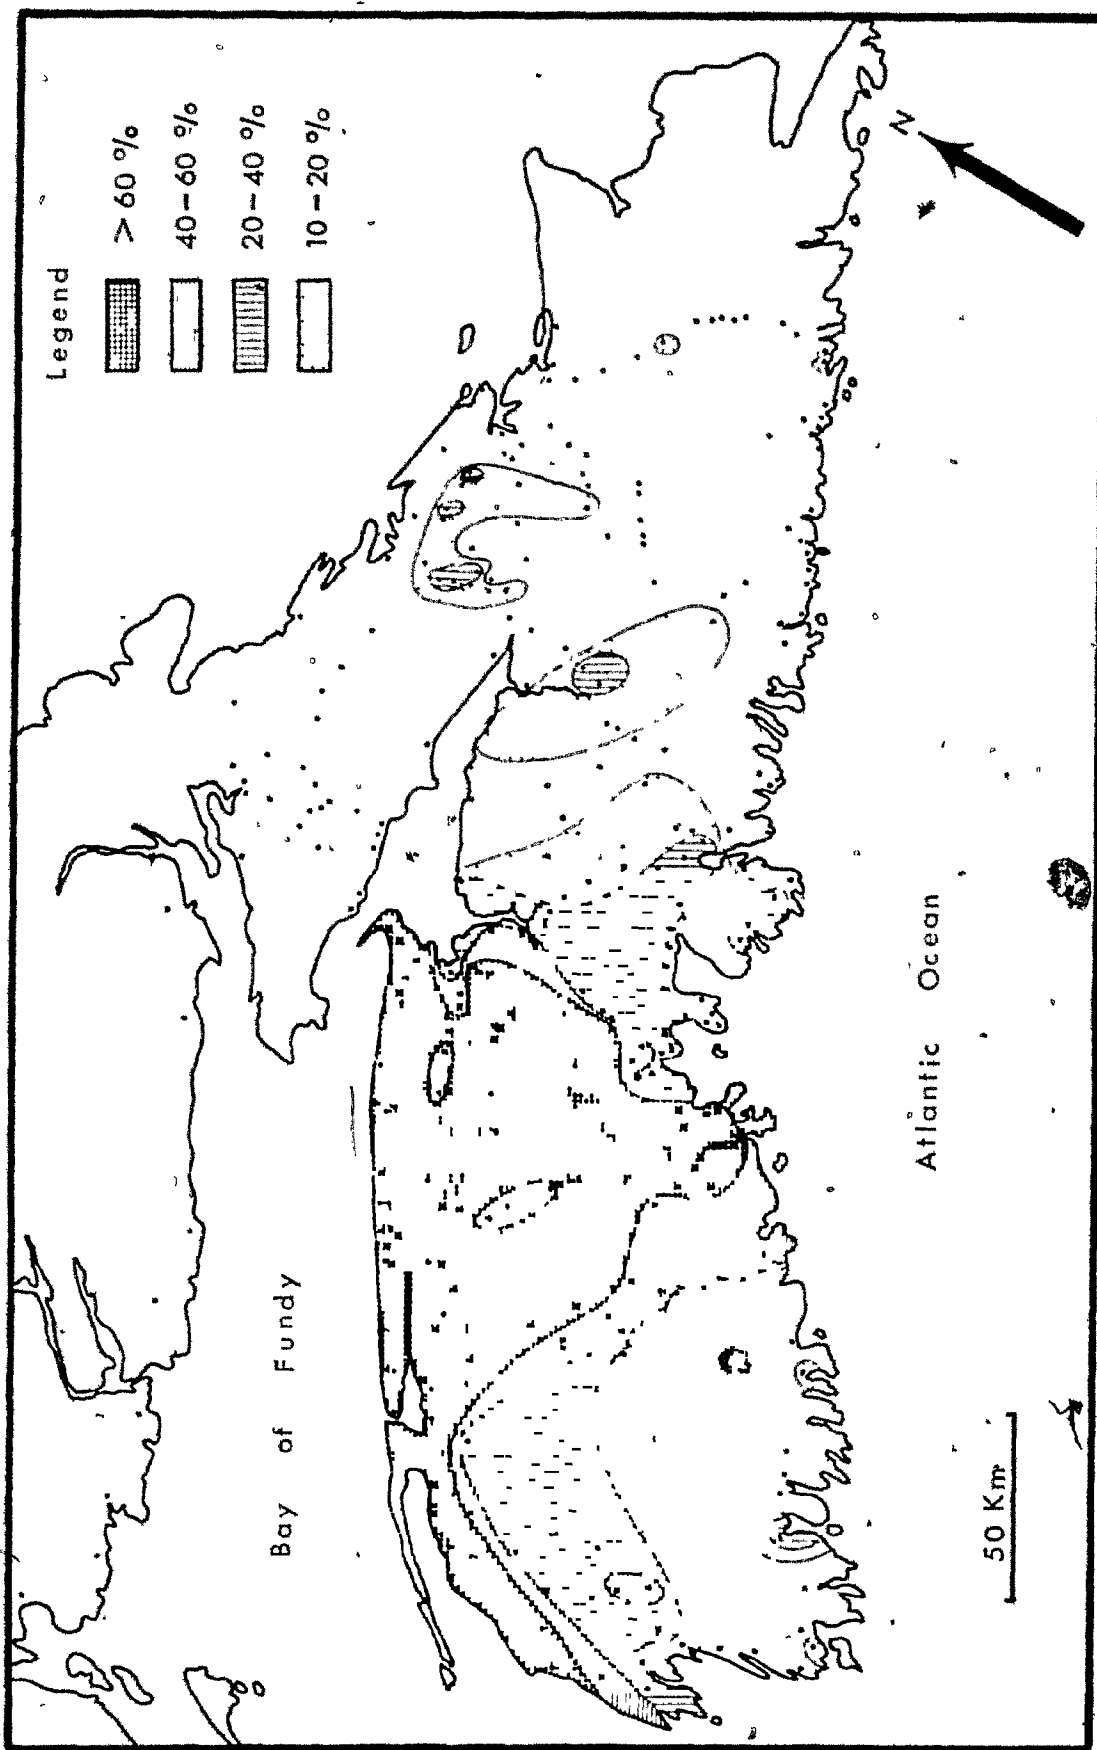 Legend
> 60 %
40 – 60 %
20 – 40 %
10 – 20 %
N
Bay of Fundy
Atlantic Ocean
50 Km